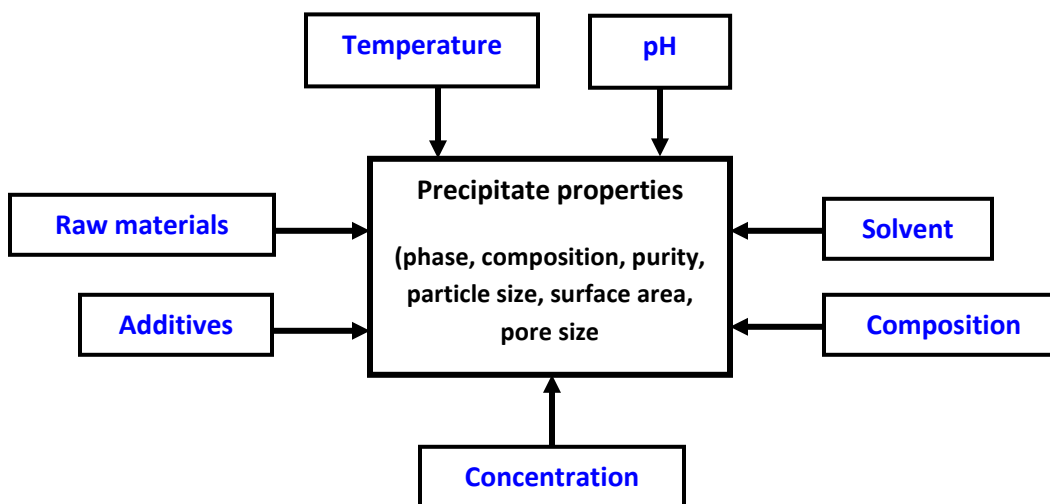 Temperature
pH
Precipitate properties
Raw materials
(phase, composition, purity,
Solvent
particle size, surface area,
Additives
Composition
pore size
Concentration